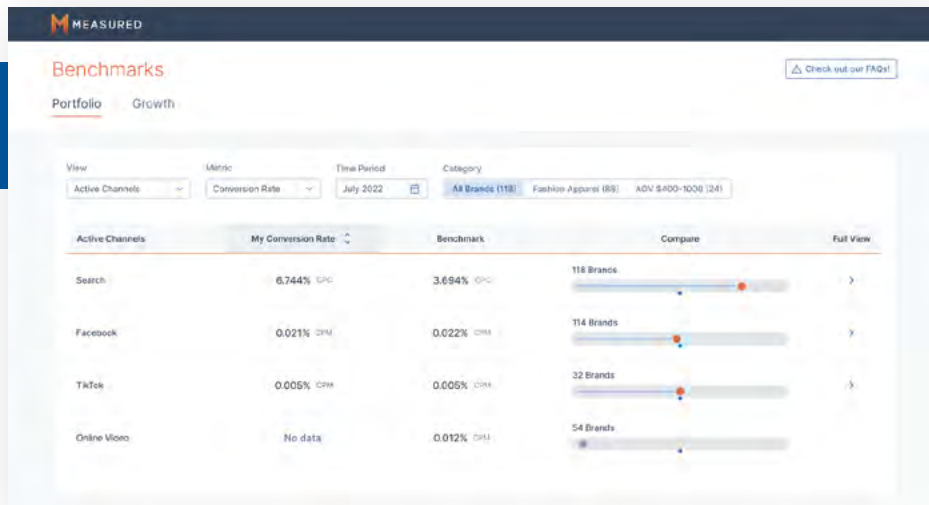 MEASURED
Benchmarks
Check out our FAQs!
Portfolio Growth
View Metric Time Period Category
Active Channels Conversion Rate July 2022 All Brands (118) Fashion Apparel (88) AOV $400-1000 (24)
Active Channels My Conversion Rate Benchmark Compare Full View
118 Brands
Search 6.744% CPC 3.694% CPC
114 Brands
Facebook 0.021% CPM 0.022% CPM
32 Brands
TikTok 0.005% CPM 0.005% CPM
54 Brands
Online Video No data 0.012% CPM